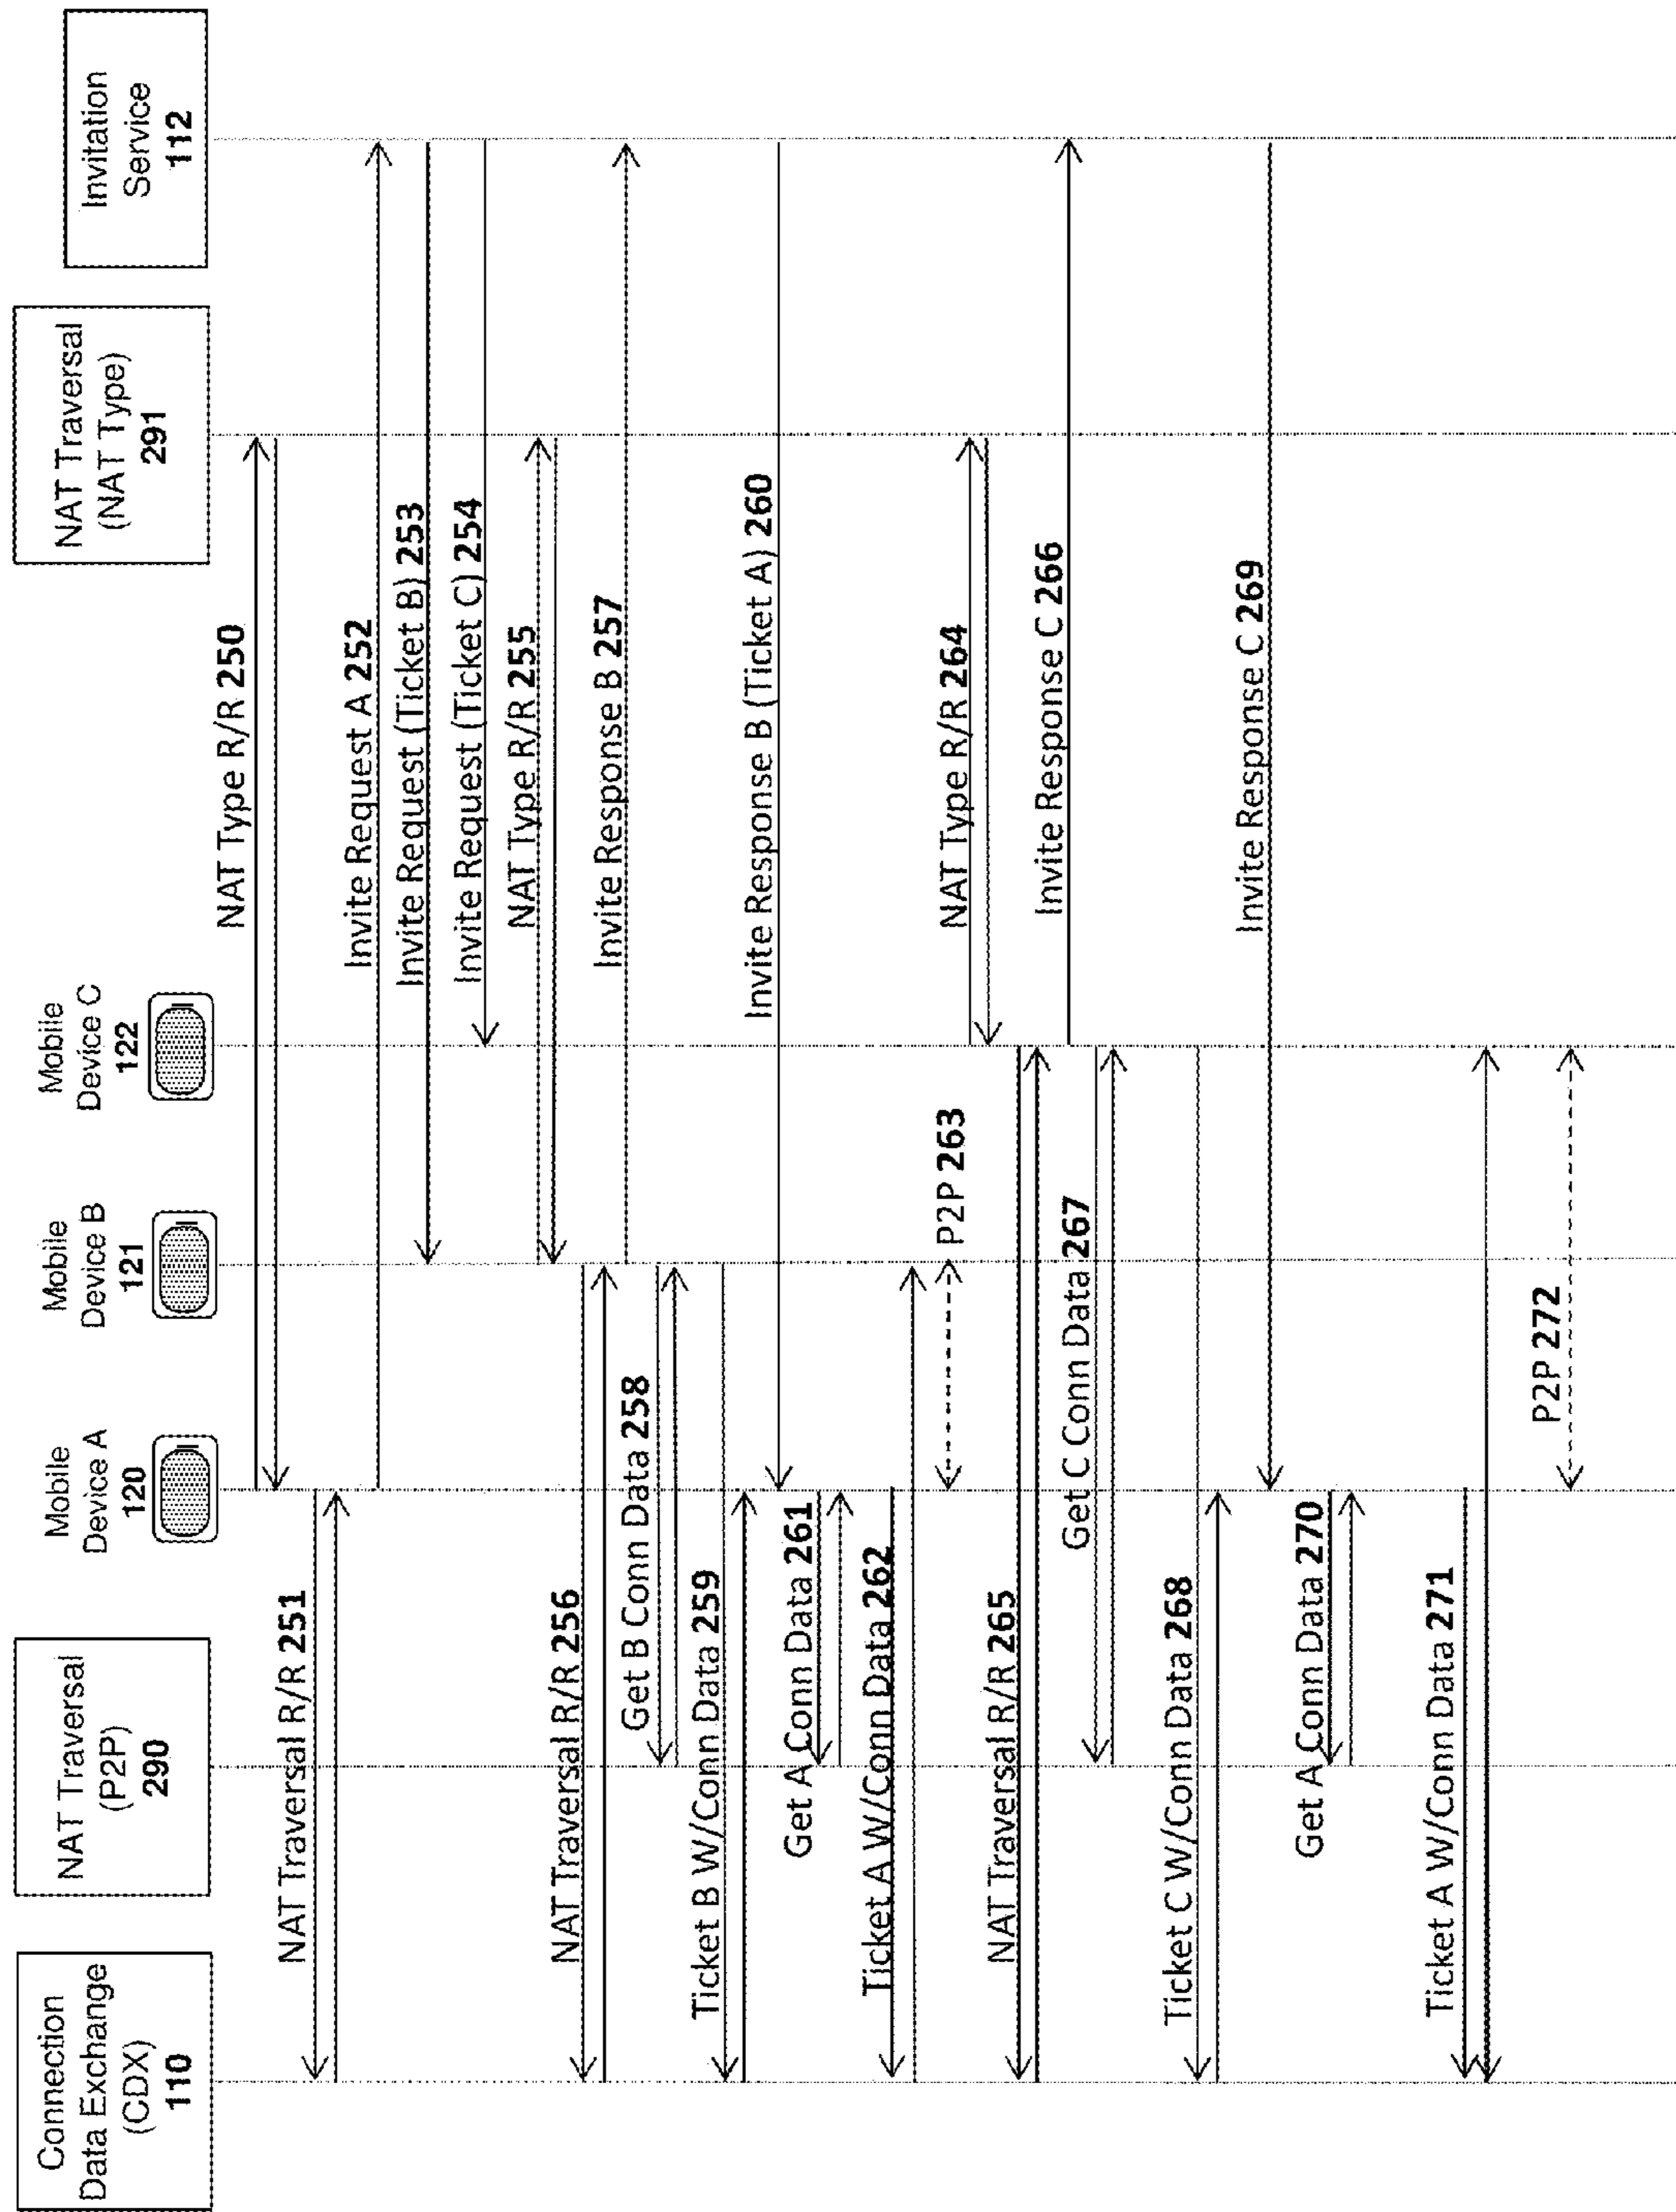 Connection
Data Exchange
(CDX)
110
NAT Traversal
(P2P)
290
Mobile
Device A
120
Mobile
Device B
121
Mobile
Device C
122
NAT Traversal
(NAT Type)
291
Invitation
Service
112
NAT Type R/R 250
NAT Traversal R/R 251
Invite Request A 252
Invite Request (Ticket B) 253
Invite Request (Ticket C) 254
NAT Type R/R 255
NAT Traversal R/R 256
Invite Response B 257
Get B Conn Data 258
Ticket B W/Conn Data 259
Invite Response B (Ticket A) 260
Get A Conn Data 261
Ticket A W/Conn Data 262
P2P 263
NAT Type R/R 264
NAT Traversal R/R 265
Invite Response C 266
Get C Conn Data 267
Ticket C W/Conn Data 268
Invite Response C 269
Get A Conn Data 270
Ticket A W/Conn Data 271
P2P 272